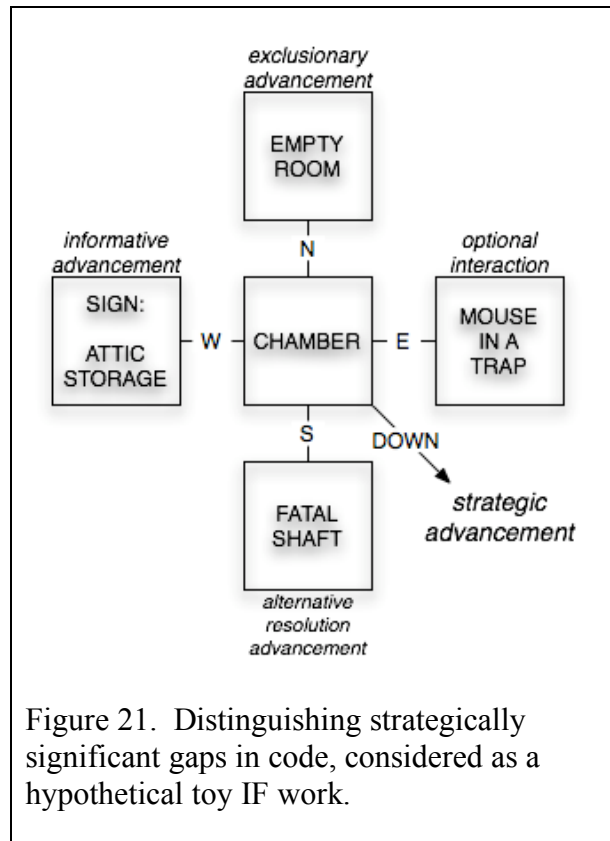 exclusionary
advancement
EMPTY
ROOM
informative
advancement
N
optional
interaction
SIGN:
ATTIC
STORAGE
W
CHAMBER
E
MOUSE
IN A
TRAP
S
DOWN
FATAL
SHAFT
strategic
advancement
alternative
resolution
advancement
Figure 21.  Distinguishing strategically
significant gaps in code, considered as a
hypothetical toy IF work.